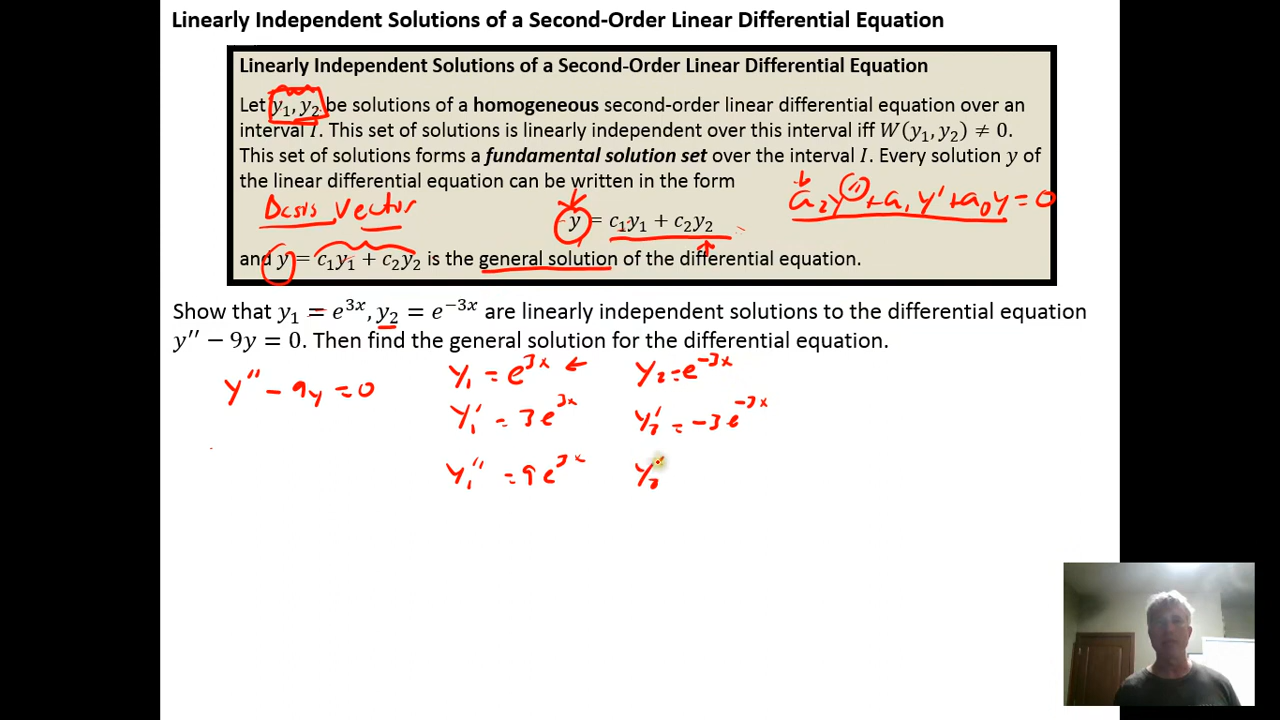 Linearly Independent Solutions of a Second-Order Linear Differential Equation
Linearly Independent Solutions of a Second-Order Linear Differential Equation
Let y₁, y₂ be solutions of a homogeneous second-order linear differential equation over an
interval I. This set of solutions is linearly independent over this interval iff W(y₁, y₂) ≠ 0.
This set of solutions forms a fundamental solution set over the interval I. Every solution y of
the linear differential equation can be written in the form
Basis Vector
y = c₁y₁ + c₂y₂
a₂y'' + a₁y' + a₀y = 0
and y = c₁y₁ + c₂y₂ is the general solution of the differential equation.
Show that y₁ = e³ˣ, y₂ = e⁻³ˣ are linearly independent solutions to the differential equation
y′′ − 9y = 0. Then find the general solution for the differential equation.
y'' - 9y = 0
y₁ = e³ˣ ←
y₂ = e⁻³ˣ
y₁' = 3e³ˣ
y₂' = -3e⁻³ˣ
y₁'' = 9e³ˣ
y₂'